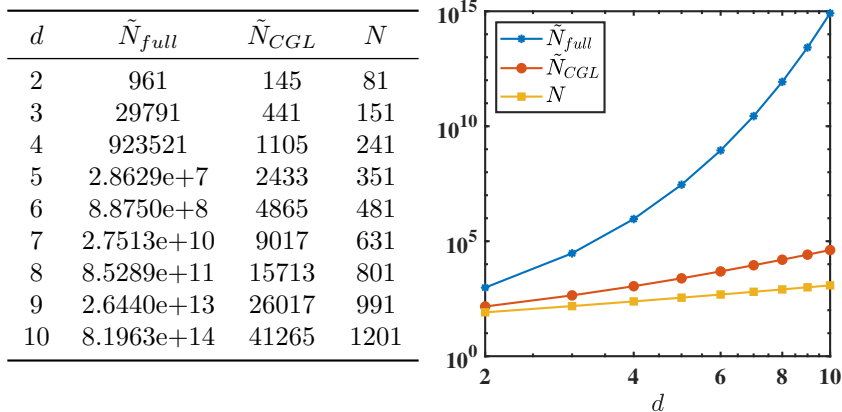 d Ñ_full Ñ_CGL N
2 961 145 81
3 29791 441 151
4 923521 1105 241
5 2.8629e+7 2433 351
6 8.8750e+8 4865 481
7 2.7513e+10 9017 631
8 8.5289e+11 15713 801
9 2.6440e+13 26017 991
10 8.1963e+14 41265 1201
10^15
10^10
10^5
10^0
Ñ_full
Ñ_CGL
N
2 4 6 8 10
d